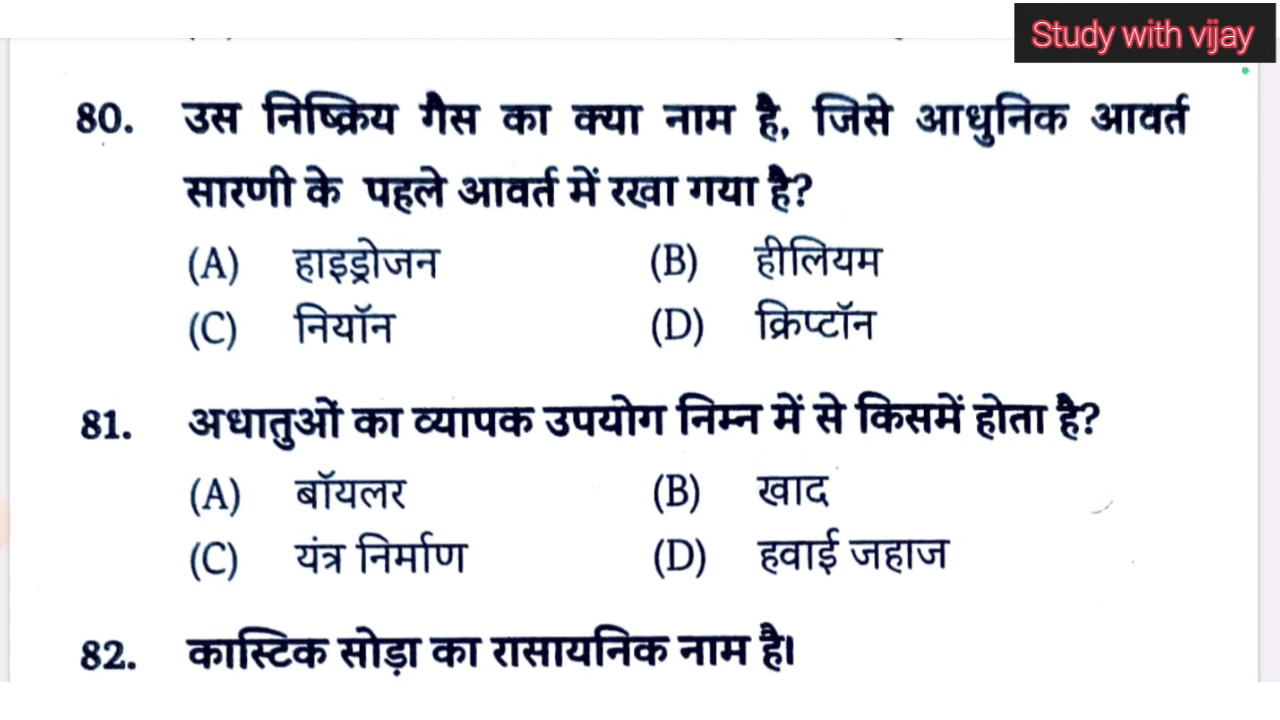 Study with vijay
80. उस निष्क्रिय गैस का क्या नाम है, जिसे आधुनिक आवर्त
सारणी के पहले आवर्त में रखा गया है?
(A) हाइड्रोजन (B) हीलियम
(C) नियॉन (D) क्रिप्टॉन
81. अधातुओं का व्यापक उपयोग निम्न में से किसमें होता है?
(A) बॉयलर (B) खाद
(C) यंत्र निर्माण (D) हवाई जहाज
82. कास्टिक सोड़ा का रासायनिक नाम है।